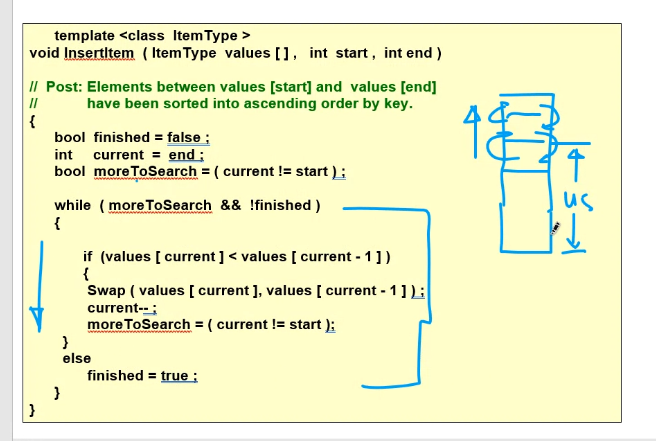 template <class ItemType >
void InsertItem ( ItemType values [ ] , int start , int end )
// Post: Elements between values [start] and values [end]
// have been sorted into ascending order by key.
{
bool finished = false ;
int current = end ;
bool moreToSearch = ( current != start ) ;
while ( moreToSearch && !finished )
{
if (values [ current ] < values [ current - 1 ] )
{
Swap ( values [ current ], values [ current - 1 ] ) ;
current-- ;
moreToSearch = ( current != start );
}
else
finished = true ;
}
}
us